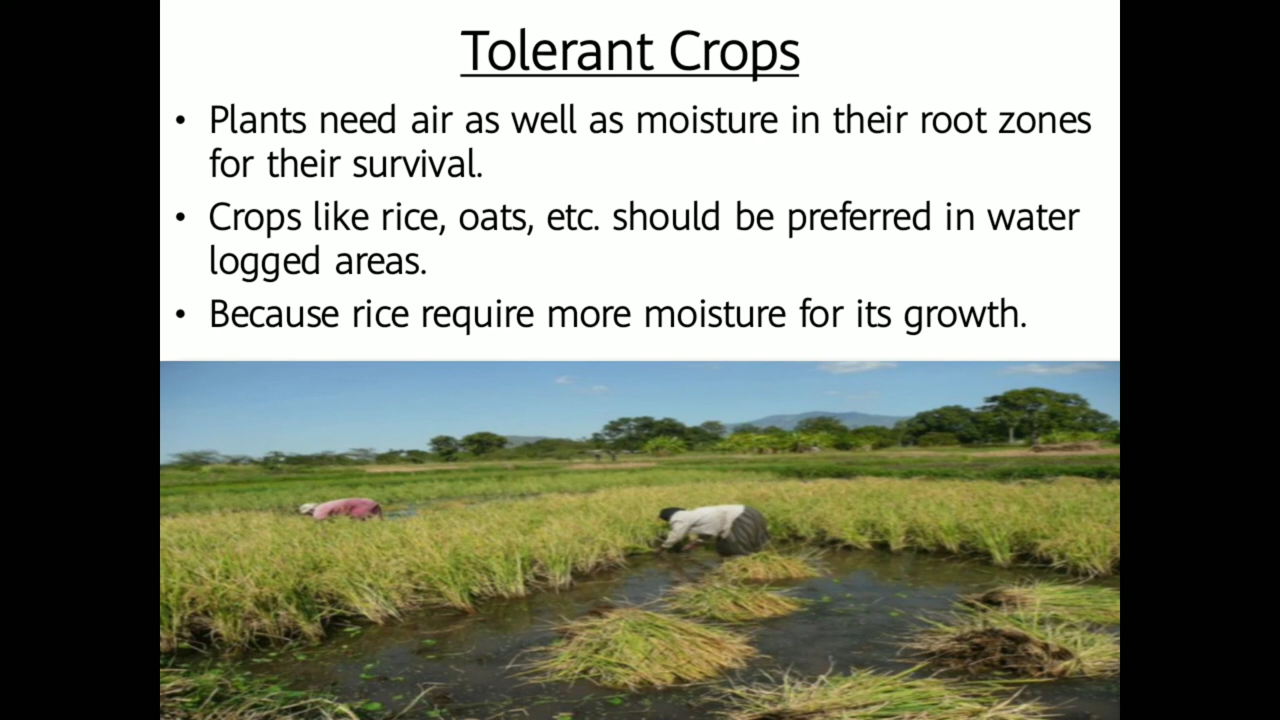 Tolerant Crops
• Plants need air as well as moisture in their root zones
for their survival.
• Crops like rice, oats, etc. should be preferred in water
logged areas.
• Because rice require more moisture for its growth.